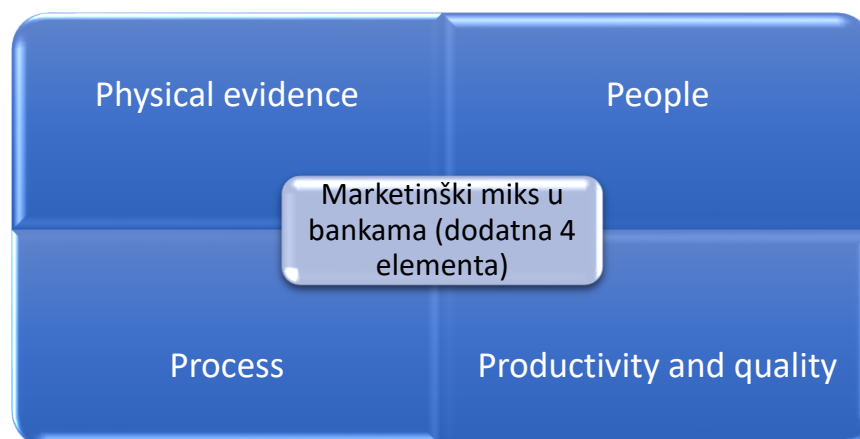 Physical evidence
People
Marketinški miks u
bankama (dodatna 4
elementa)
Process
Productivity and quality